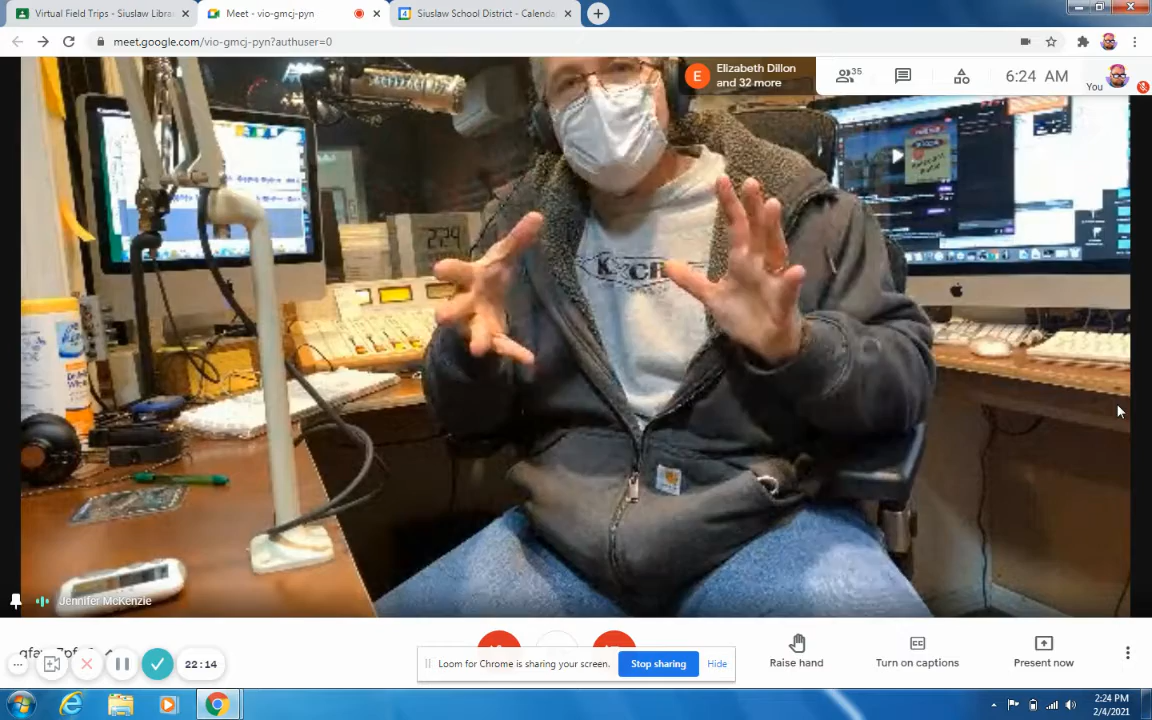 Virtual Field Trips - Siuslaw Libra
Meet - vio-gmcj-pyn
Siuslaw School District - Calenda
meet.google.com/vio-gmcj-pyn?authuser=0
E
Elizabeth Dillon
and 32 more
35
6:24 AM
You
224
Jennifer McKenzie
22:14
Loom for Chrome is sharing your screen.
Stop sharing
Hide
Raise hand
Turn on captions
Present now
2:24 PM
2/4/2021